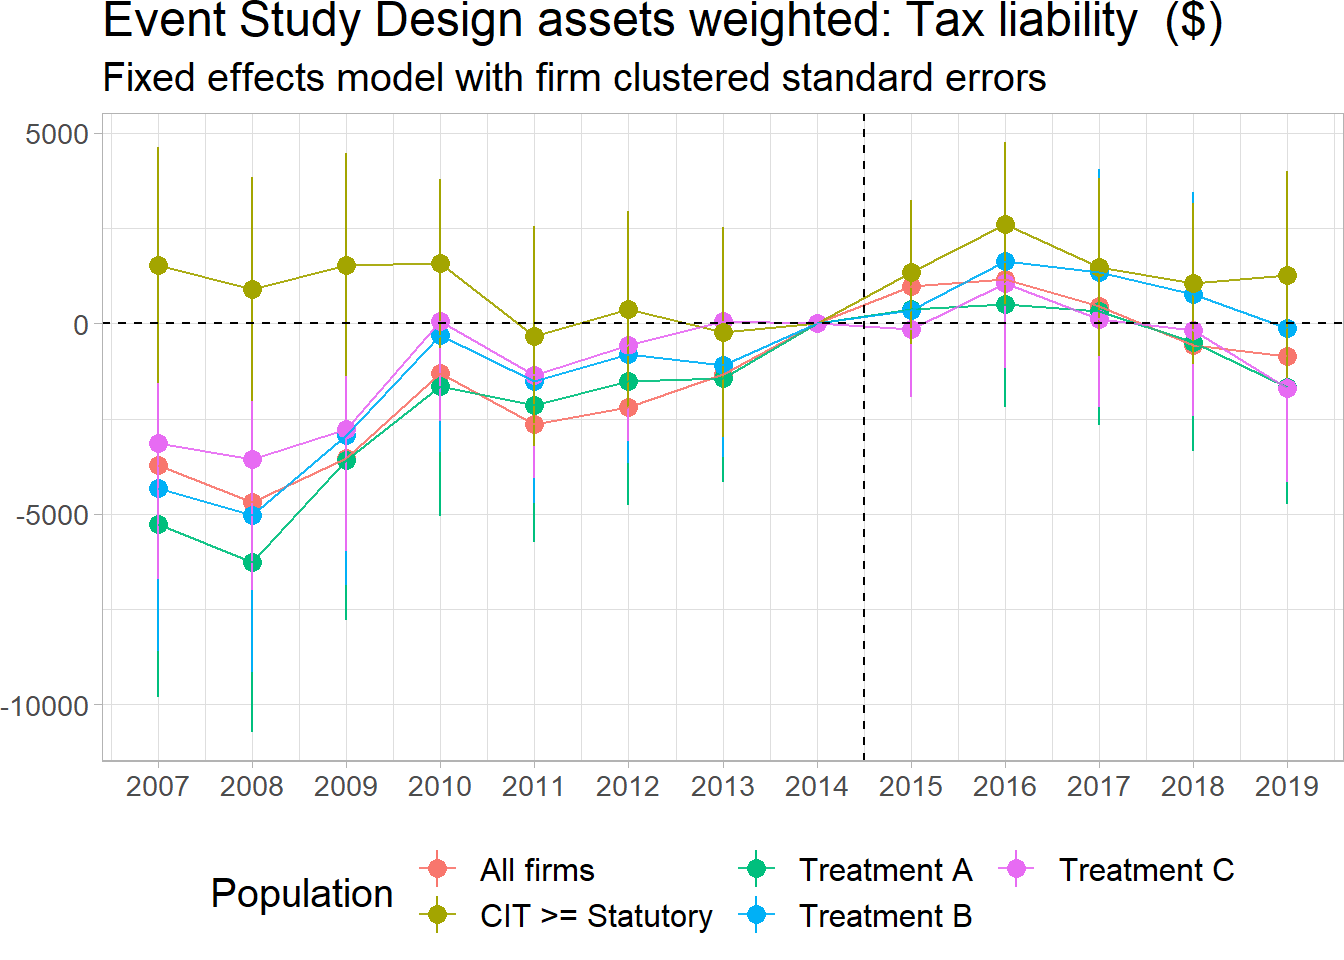 Event Study Design assets weighted: Tax liability  ($)
Fixed effects model with firm clustered standard errors
5000
0
-5000
-10000
2007 2008 2009 2010 2011 2012 2013 2014 2015 2016 2017 2018 2019
Population
All firms
CIT >= Statutory
Treatment A
Treatment B
Treatment C